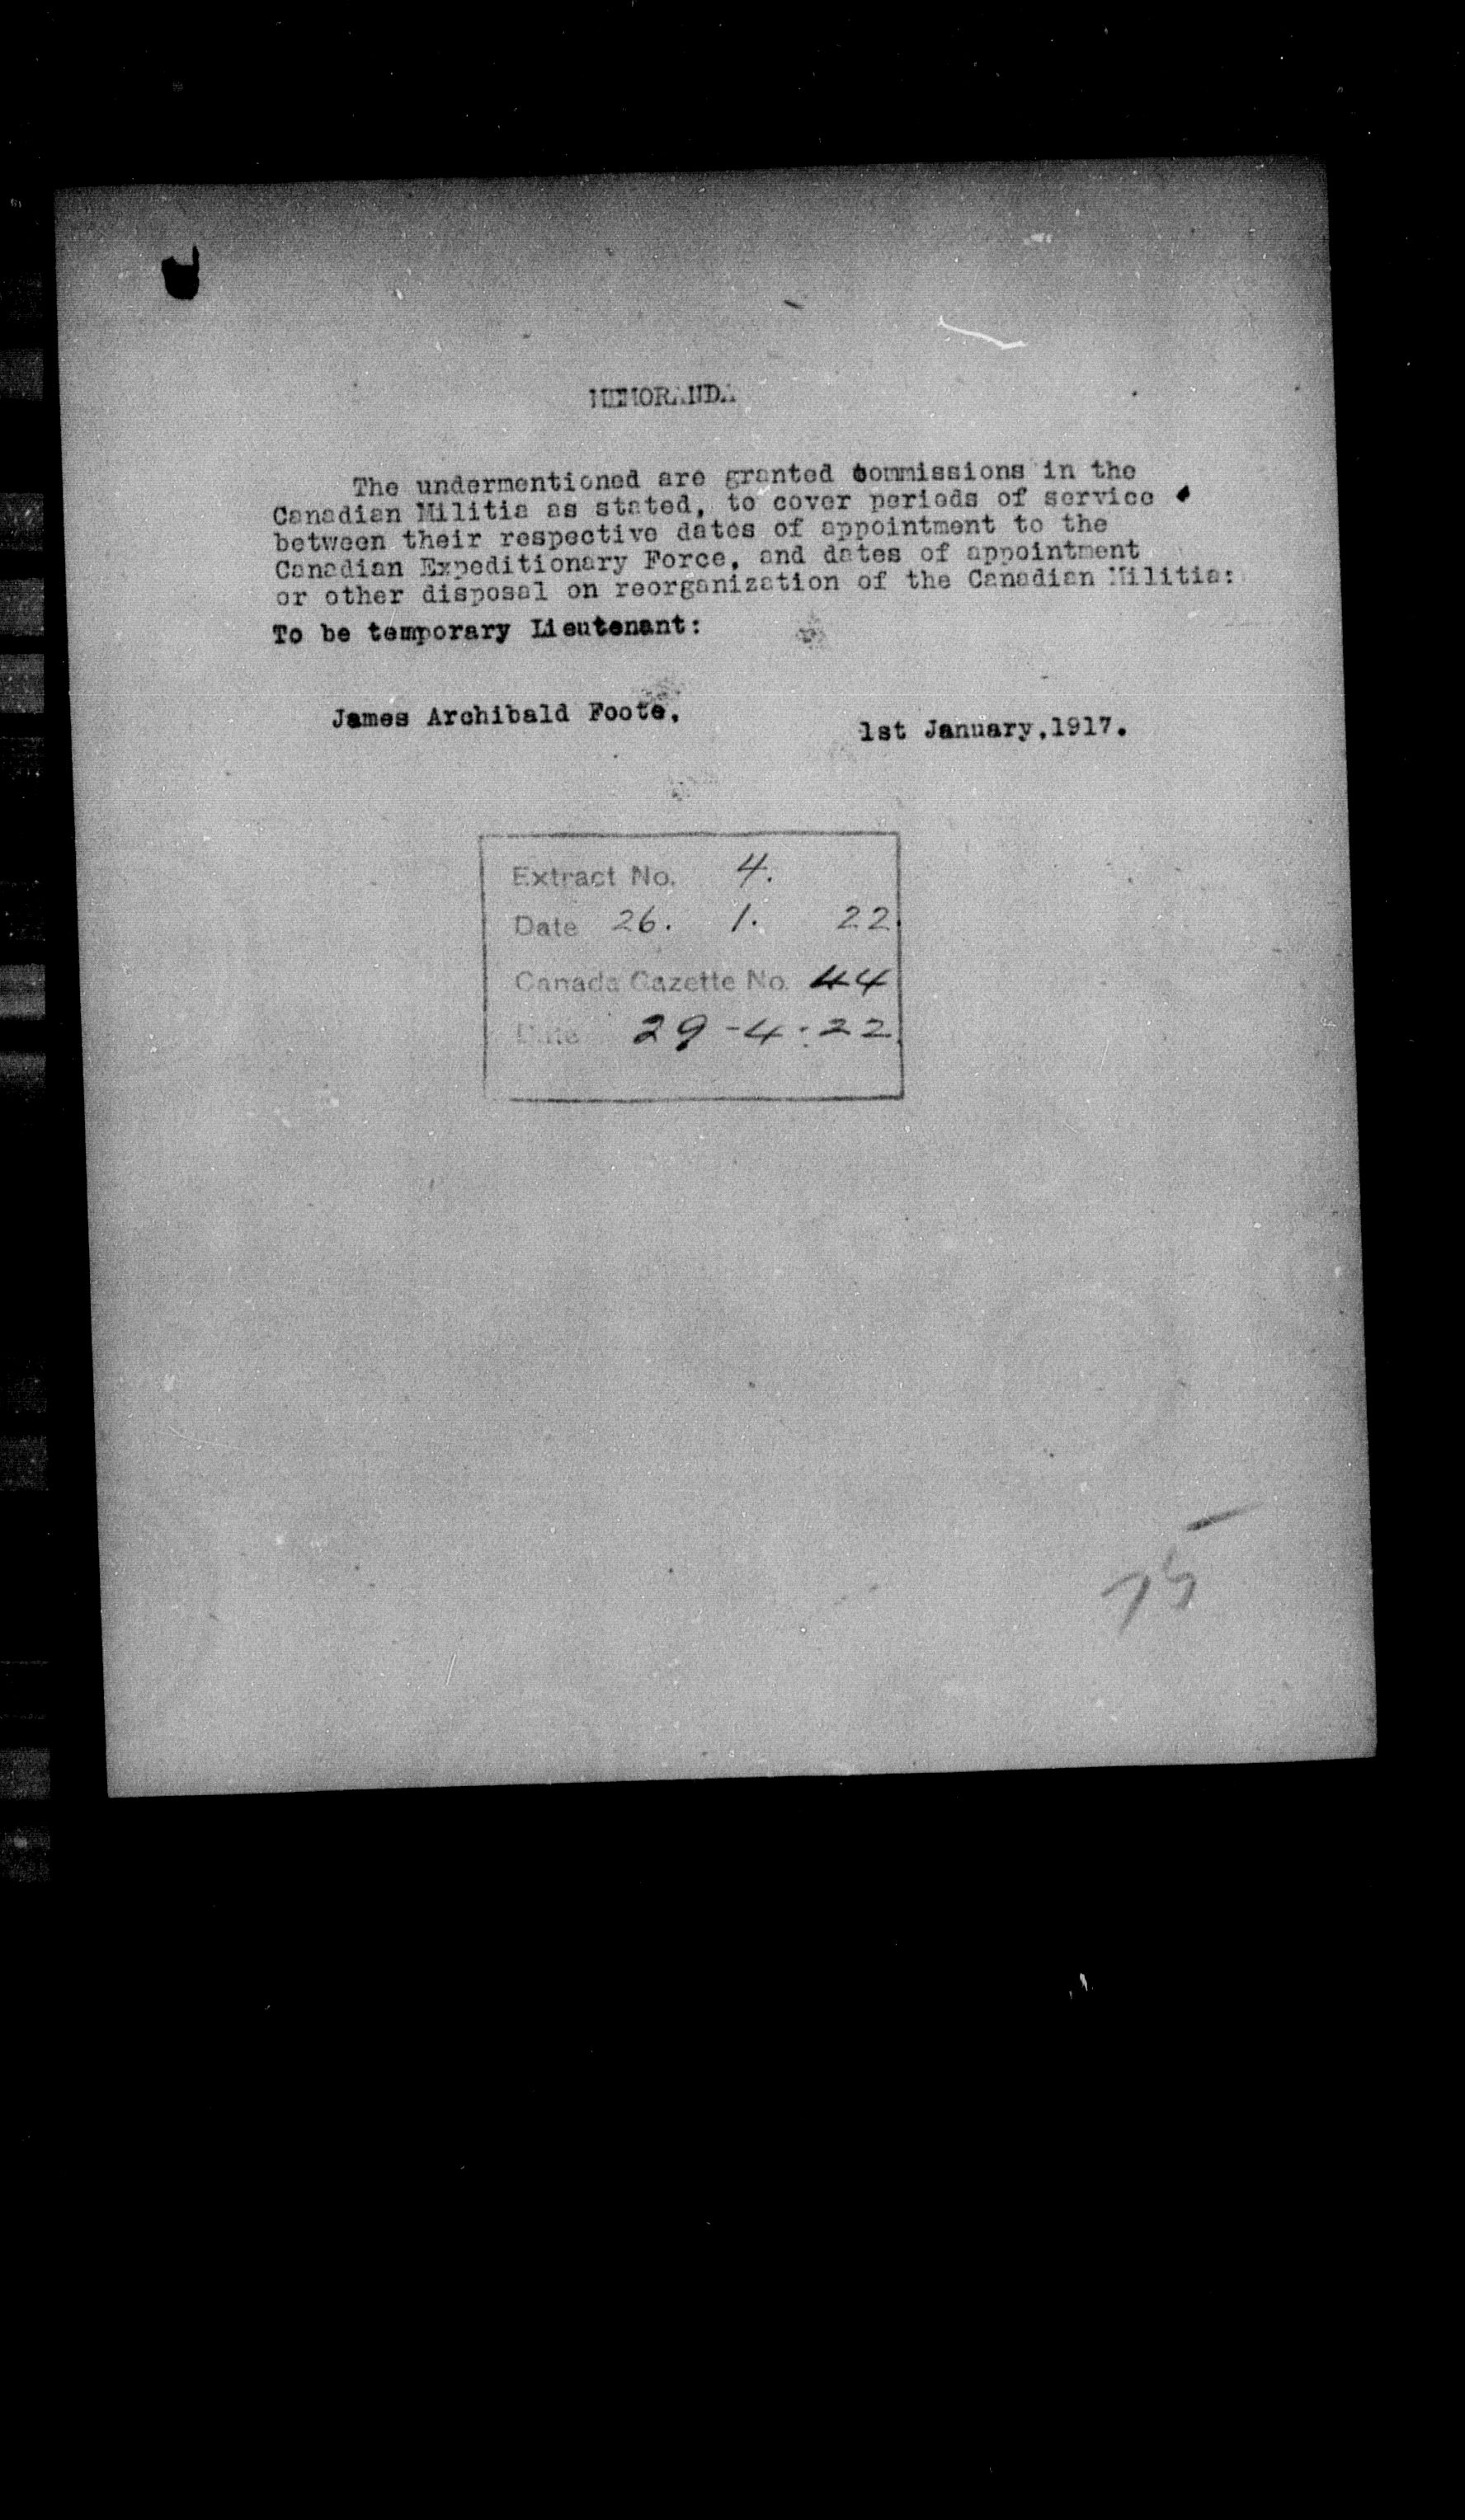 MEMORANDA
The undermentioned are granted commissions in the
Canadian Militia as stated, to cover periods of service
between their respective dates of appointment to the
Canadian Expeditionary Force, and dates of appointment
or other disposal on reorganization of the Canadian Militia:
To be temporary Lieutenant:
James Archibald Foote.
1st January,1917.
Extract No. 4.
Date 26. 1. 22.
Canada Gazette No. 44
Date 29-4-22
75